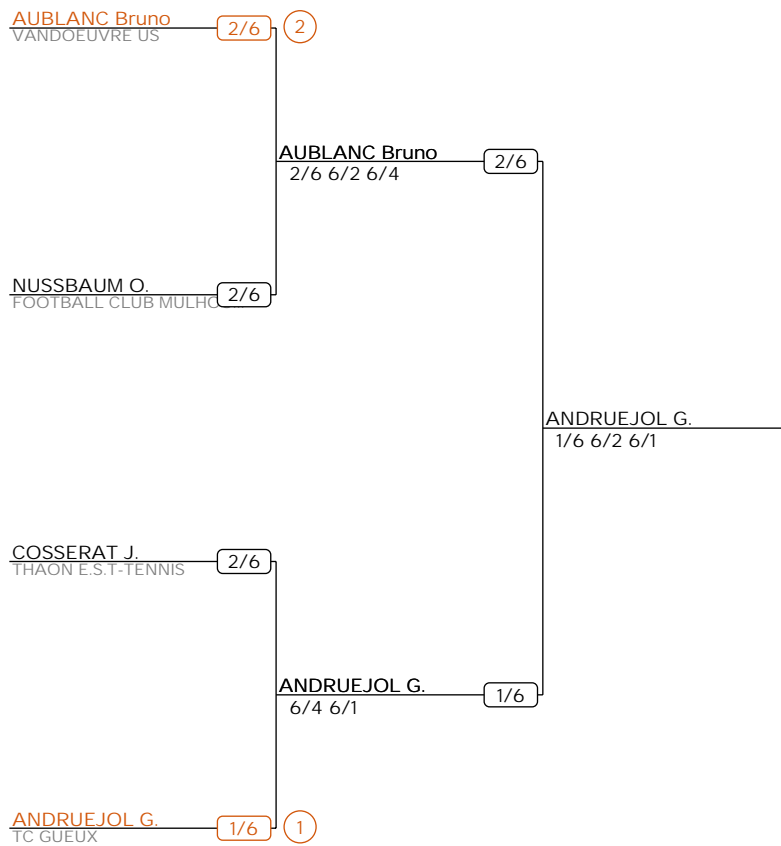 AUBLANC Bruno
VANDOEUVRE US
2/6
2
AUBLANC Bruno
2/6 6/2 6/4
2/6
NUSSBAUM O.
FOOTBALL CLUB
2/6
ANDRUEJOL G.
1/6 6/2 6/1
COSSERAT J.
THAON E.S.T-TENNIS
2/6
ANDRUEJOL G.
6/4 6/1
1/6
ANDRUEJOL G.
TC GUEUX
1/6
1